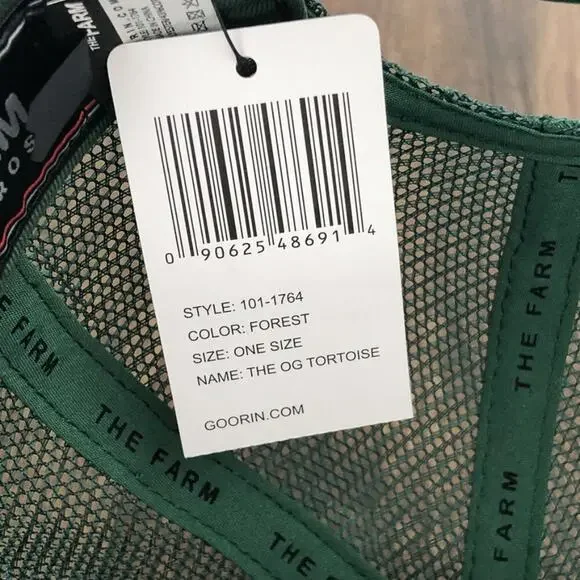 THE FARM
0 90625 48691 4
STYLE: 101-1764
COLOR: FOREST
SIZE: ONE SIZE
NAME: THE OG TORTOISE
GOORIN.COM
THE FARM
THE FARM
THE
THE FARM
FARM